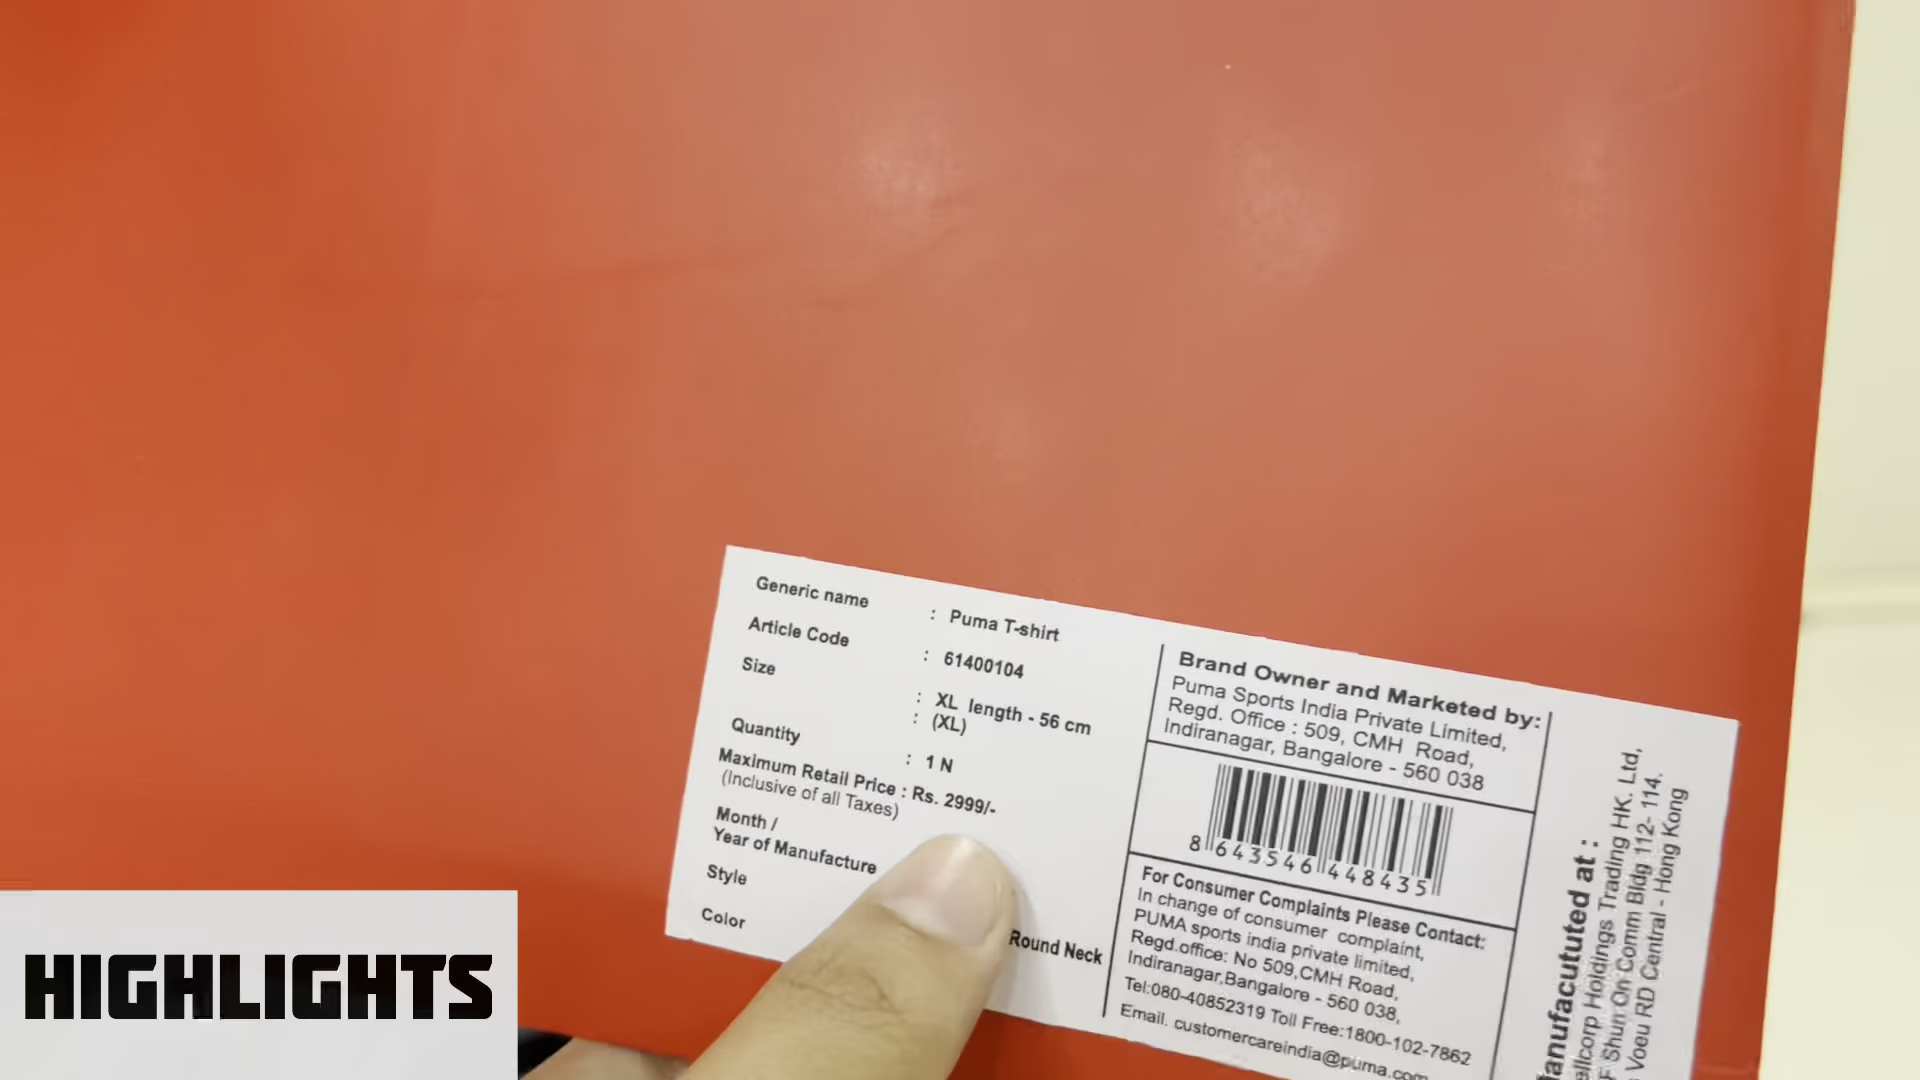 Generic name : Puma T-shirt
Article Code : 61400104
Size : XL length - 56 cm
: (XL)
Quantity : 1 N
Maximum Retail Price : Rs. 2999/-
(Inclusive of all Taxes)
Month /
Year of Manufacture
Style
Round Neck
Color
Brand Owner and Marketed by:
Puma Sports India Private Limited,
Regd. Office : 509, CMH Road,
Indiranagar, Bangalore - 560 038
8 643546 448435
For Consumer Complaints Please Contact:
In change of consumer complaint,
PUMA sports india private limited,
Regd.office: No 509,CMH Road,
Indiranagar,Bangalore - 560 038,
Tel:080-40852319 Toll Free:1800-102-7862
Email. customercareindia@puma.com
anufacututed at :
ellcorp Holdings Trading HK. Ltd,
F Shun On Comm Bldg 112- 114,
Voeu RD Central - Hong Kong
HIGHLIGHTS